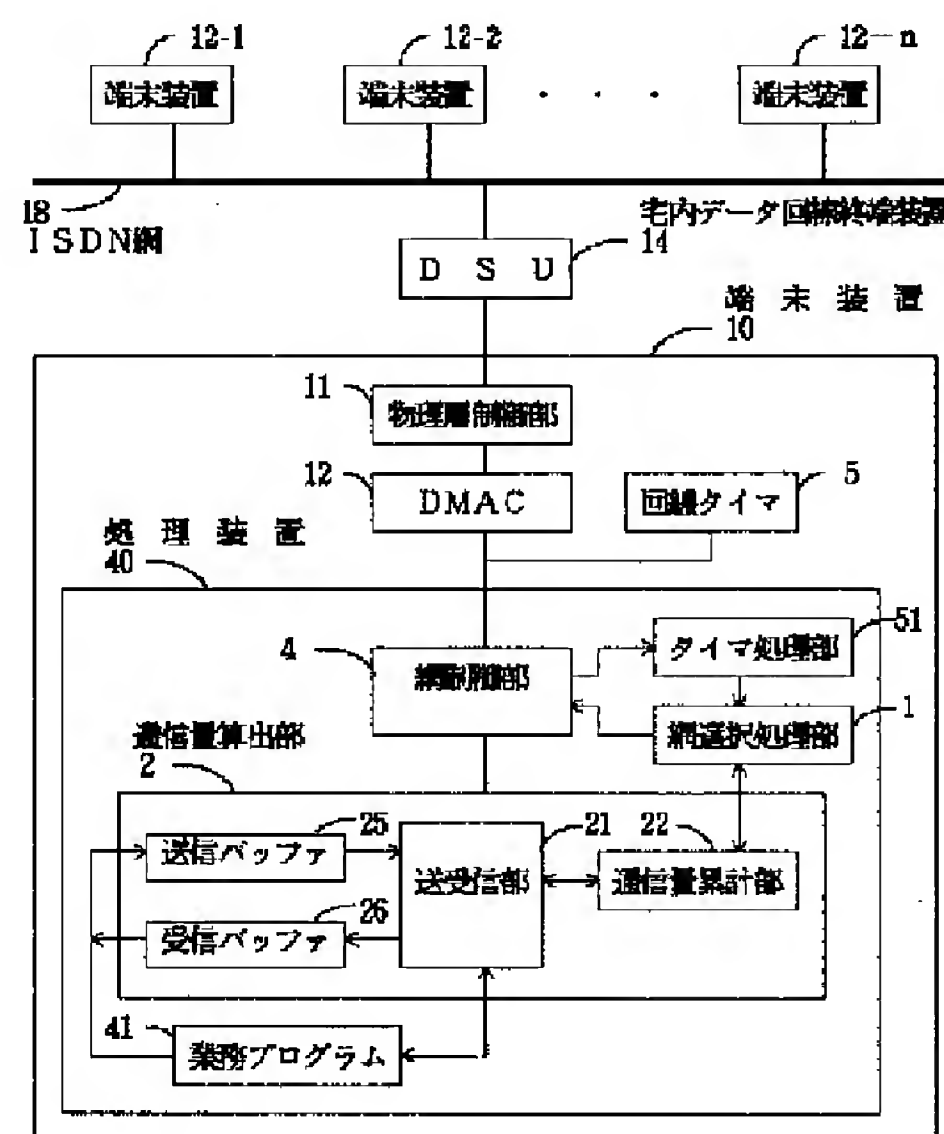 12-1
12-2
12－n
端末装置
端末装置
・ ・ ・
端末装置
18
ISDN網
宅内データ回線終端装置
14
D S U
端 末 装 置
10
11
物理層制御部
12
DMAC
5
回線タイマ
処 理 装 置
40
4
網制御部
51
タイマ処理部
1
網選択処理部
通信量算出部
2
25
送信バッファ
21
22
送受信部
通信量累計部
26
受信バッファ
41
業務プログラム